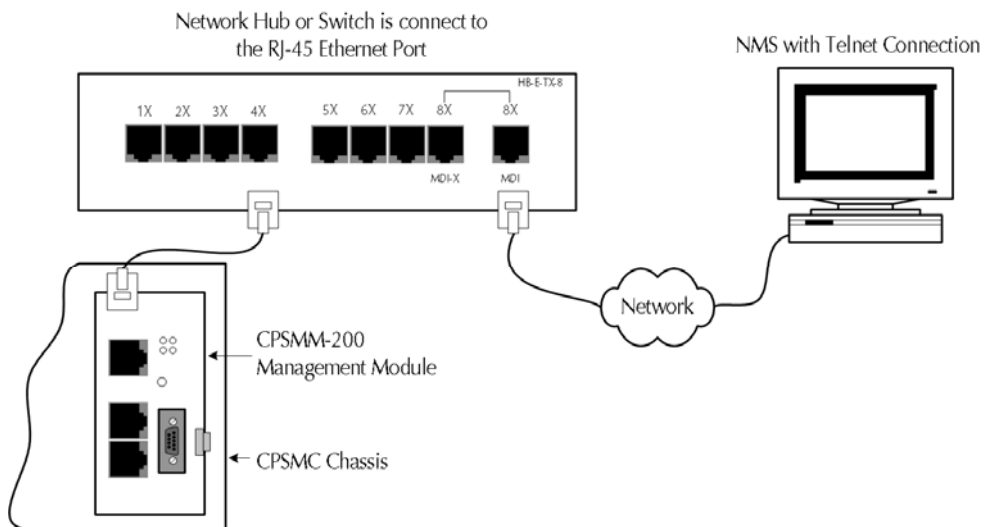 Network Hub or Switch is connect to
the RJ-45 Ethernet Port
NMS with Telnet Connection
HB-E-TX-8
1X 2X 3X 4X 5X 6X 7X 8X 8X
MDI-X MDI
Network
CPSMM-200
Management Module
CPSMC Chassis